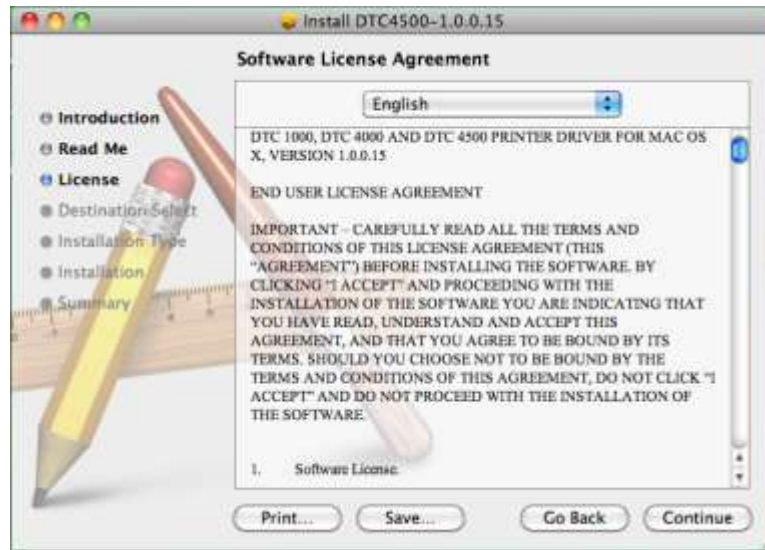 Install DTC4500-1.0.0.15
Software License Agreement
Introduction
Read Me
License
Destination Select
Installation Type
Installation
Summary
English
DTC 1000, DTC 4000 AND DTC 4500 PRINTER DRIVER FOR MAC OS
X, VERSION 1.0.0.15
END USER LICENSE AGREEMENT
IMPORTANT – CAREFULLY READ ALL THE TERMS AND
CONDITIONS OF THIS LICENSE AGREEMENT (THIS
“AGREEMENT”) BEFORE INSTALLING THE SOFTWARE. BY
CLICKING “I ACCEPT” AND PROCEEDING WITH THE
INSTALLATION OF THE SOFTWARE YOU ARE INDICATING THAT
YOU HAVE READ, UNDERSTAND AND ACCEPT THIS
AGREEMENT, AND THAT YOU AGREE TO BE BOUND BY ITS
TERMS. SHOULD YOU CHOOSE NOT TO BE BOUND BY THE
TERMS AND CONDITIONS OF THIS AGREEMENT, DO NOT CLICK “I
ACCEPT” AND DO NOT PROCEED WITH THE INSTALLATION OF
THE SOFTWARE.
1. Software License.
Print... Save... Go Back Continue